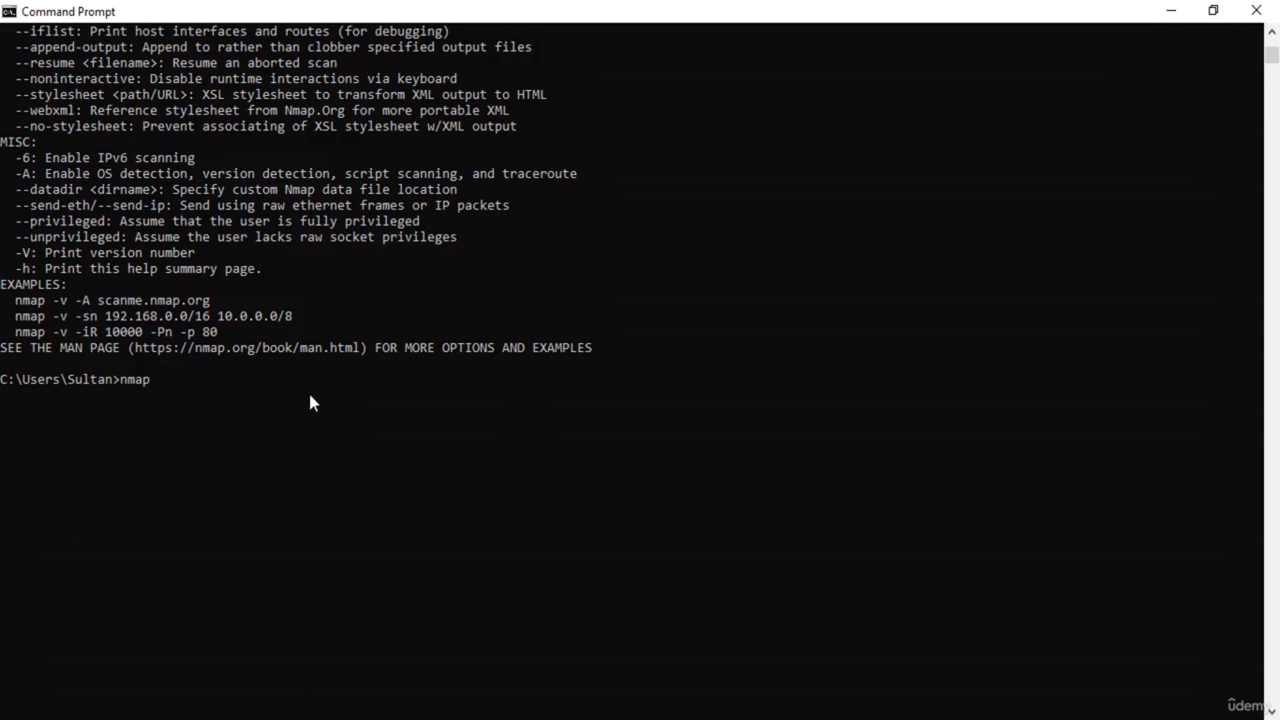 Command Prompt
--iflist: Print host interfaces and routes (for debugging)
--append-output: Append to rather than clobber specified output files
--resume <filename>: Resume an aborted scan
--noninteractive: Disable runtime interactions via keyboard
--stylesheet <path/URL>: XSL stylesheet to transform XML output to HTML
--webxml: Reference stylesheet from Nmap.Org for more portable XML
--no-stylesheet: Prevent associating of XSL stylesheet w/XML output
MISC:
-6: Enable IPv6 scanning
-A: Enable OS detection, version detection, script scanning, and traceroute
--datadir <dirname>: Specify custom Nmap data file location
--send-eth/--send-ip: Send using raw ethernet frames or IP packets
--privileged: Assume that the user is fully privileged
--unprivileged: Assume the user lacks raw socket privileges
-V: Print version number
-h: Print this help summary page.
EXAMPLES:
nmap -v -A scanme.nmap.org
nmap -v -sn 192.168.0.0/16 10.0.0.0/8
nmap -v -iR 10000 -Pn -p 80
SEE THE MAN PAGE (https://nmap.org/book/man.html) FOR MORE OPTIONS AND EXAMPLES
C:\Users\Sultan>nmap
ûdemy